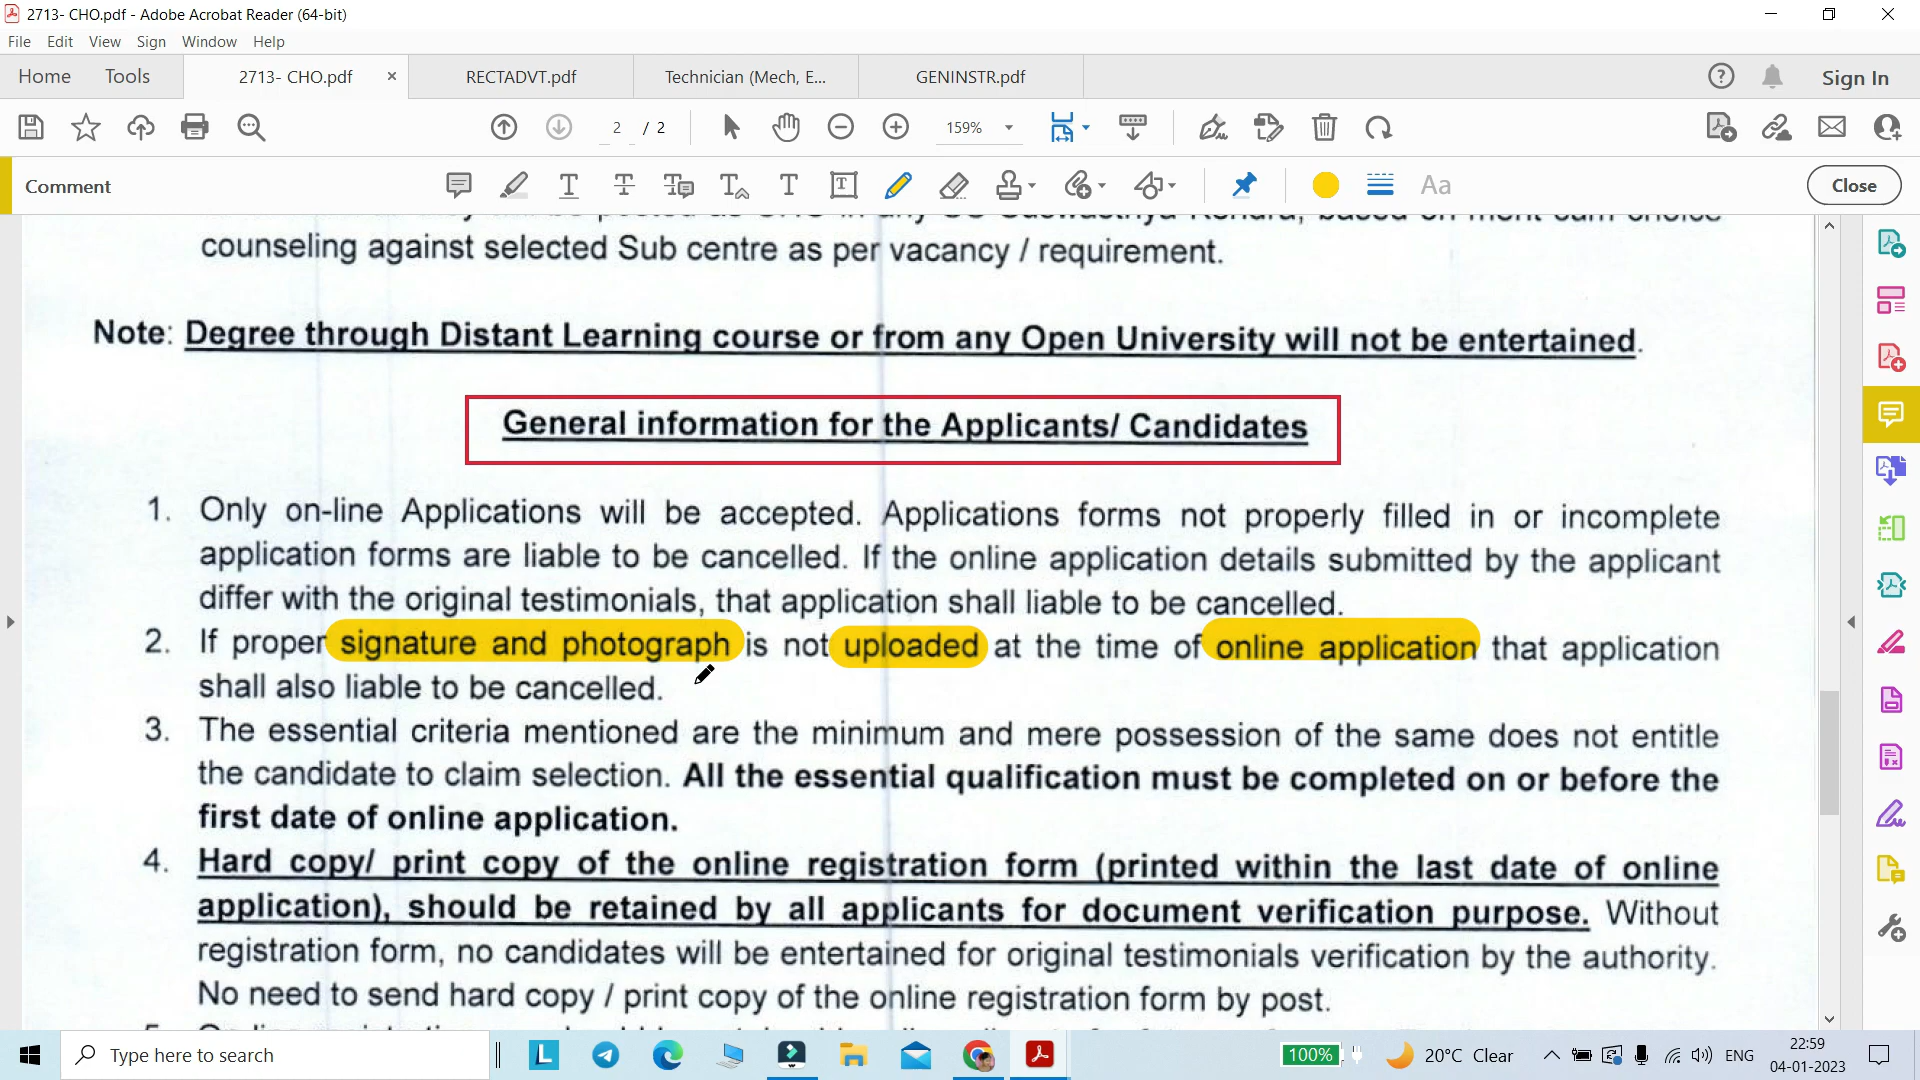 2713- CHO.pdf - Adobe Acrobat Reader (64-bit)
File Edit View Sign Window Help
Home Tools 2713- CHO.pdf RECTADVT.pdf Technician (Mech, E... GENINSTR.pdf Sign In
2 / 2 159%
Comment Aa Close
counseling against selected Sub centre as per vacancy / requirement.
Note: Degree through Distant Learning course or from any Open University will not be entertained.
General information for the Applicants/ Candidates
1. Only on-line Applications will be accepted. Applications forms not properly filled in or incomplete
application forms are liable to be cancelled. If the online application details submitted by the applicant
differ with the original testimonials, that application shall liable to be cancelled.
2. If proper signature and photograph is not uploaded at the time of online application that application
shall also liable to be cancelled.
3. The essential criteria mentioned are the minimum and mere possession of the same does not entitle
the candidate to claim selection. All the essential qualification must be completed on or before the
first date of online application.
4. Hard copy/ print copy of the online registration form (printed within the last date of online
application), should be retained by all applicants for document verification purpose. Without
registration form, no candidates will be entertained for original testimonials verification by the authority.
No need to send hard copy / print copy of the online registration form by post.
Type here to search
100% 20°C Clear ENG 22:59
04-01-2023